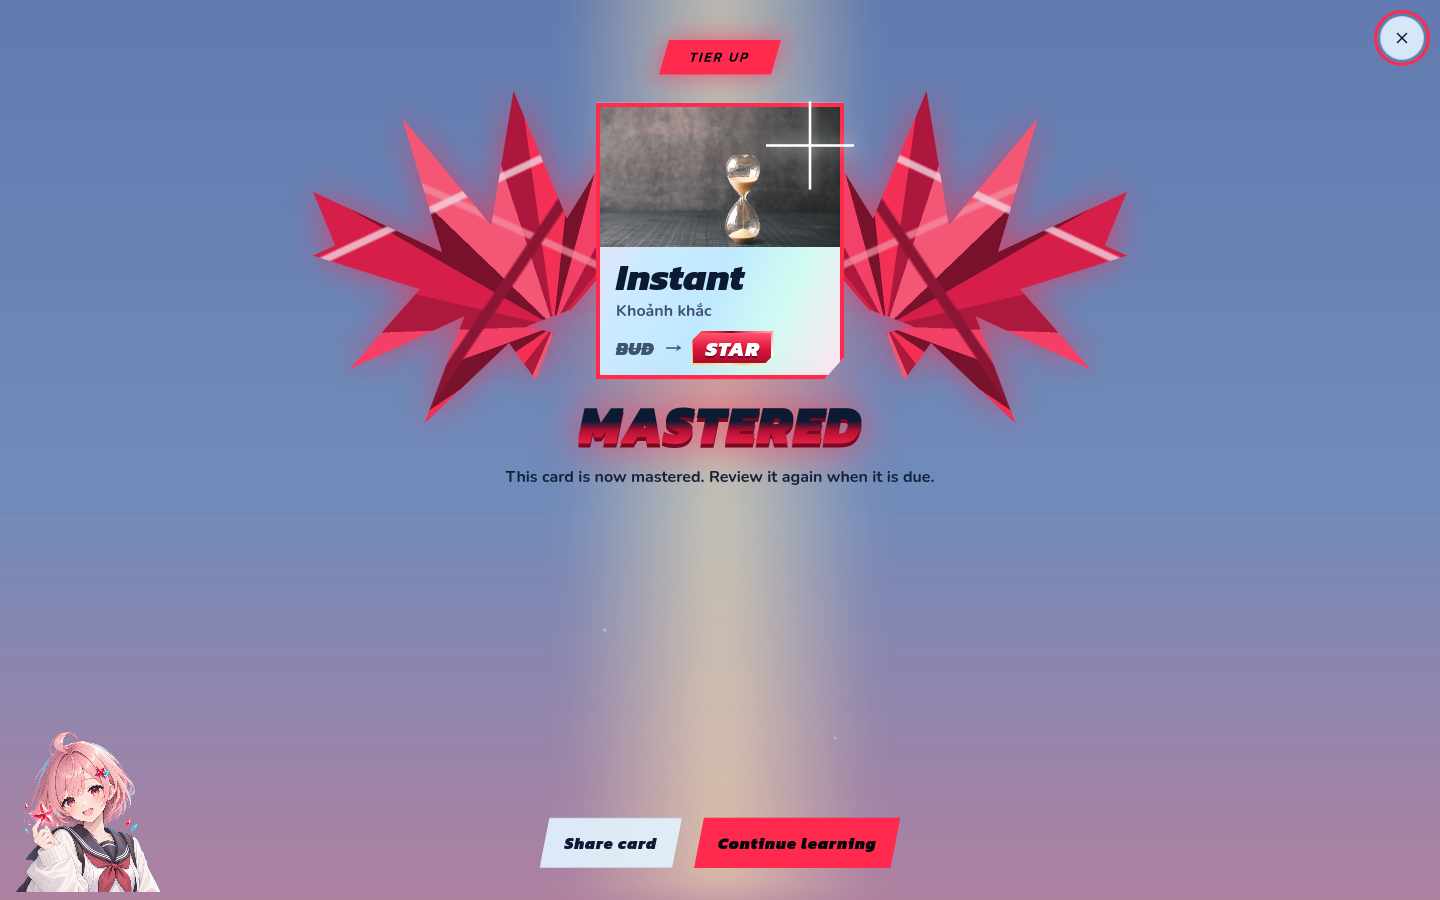 TIER UP
Instant
Khoảnh khắc
BUD → STAR
MASTERED
This card is now mastered. Review it again when it is due.
Share card
Continue learning